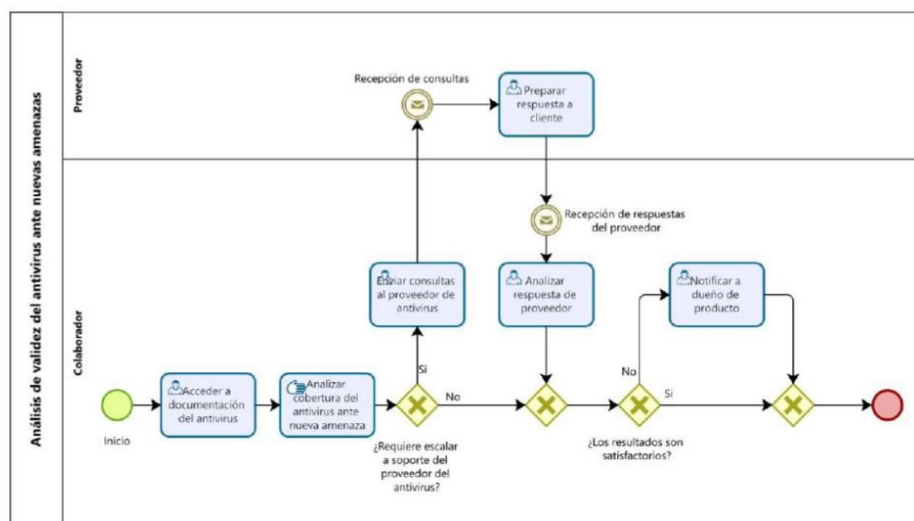 Análisis de validez del antivirus ante nuevas amenazas
Proveedor
Recepción de consultas
Preparar
respuesta a
cliente
Colaborador
Recepción de respuestas
del proveedor
Enviar consultas
al proveedor de
antivirus
Analizar
respuesta de
proveedor
Notificar a
dueño de
producto
Si
No
Inicio
Acceder a
documentación
del antivirus
Analizar
cobertura del
antivirus ante
nueva amenaza
No
Si
¿Requiere escalar
a soporte del
proveedor del
antivirus?
¿Los resultados son
satisfactorios?